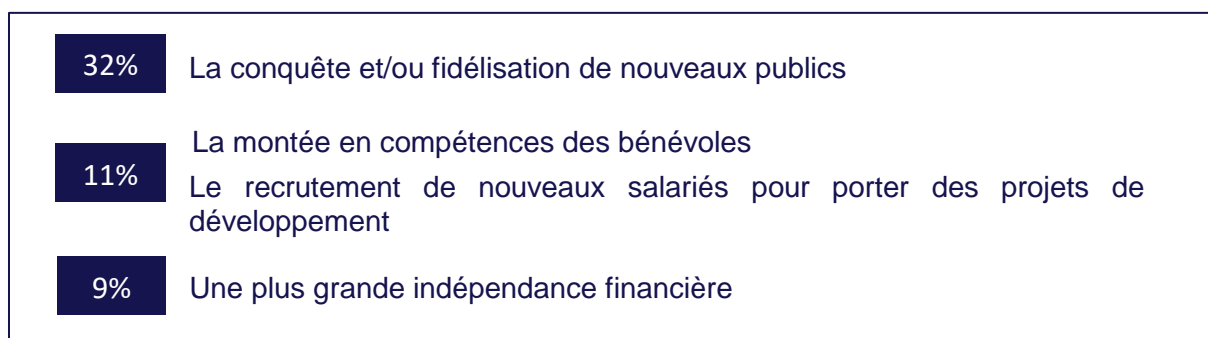 32%
La conquête et/ou fidélisation de nouveaux publics
11%
La montée en compétences des bénévoles
Le recrutement de nouveaux salariés pour porter des projets de
développement
9%
Une plus grande indépendance financière